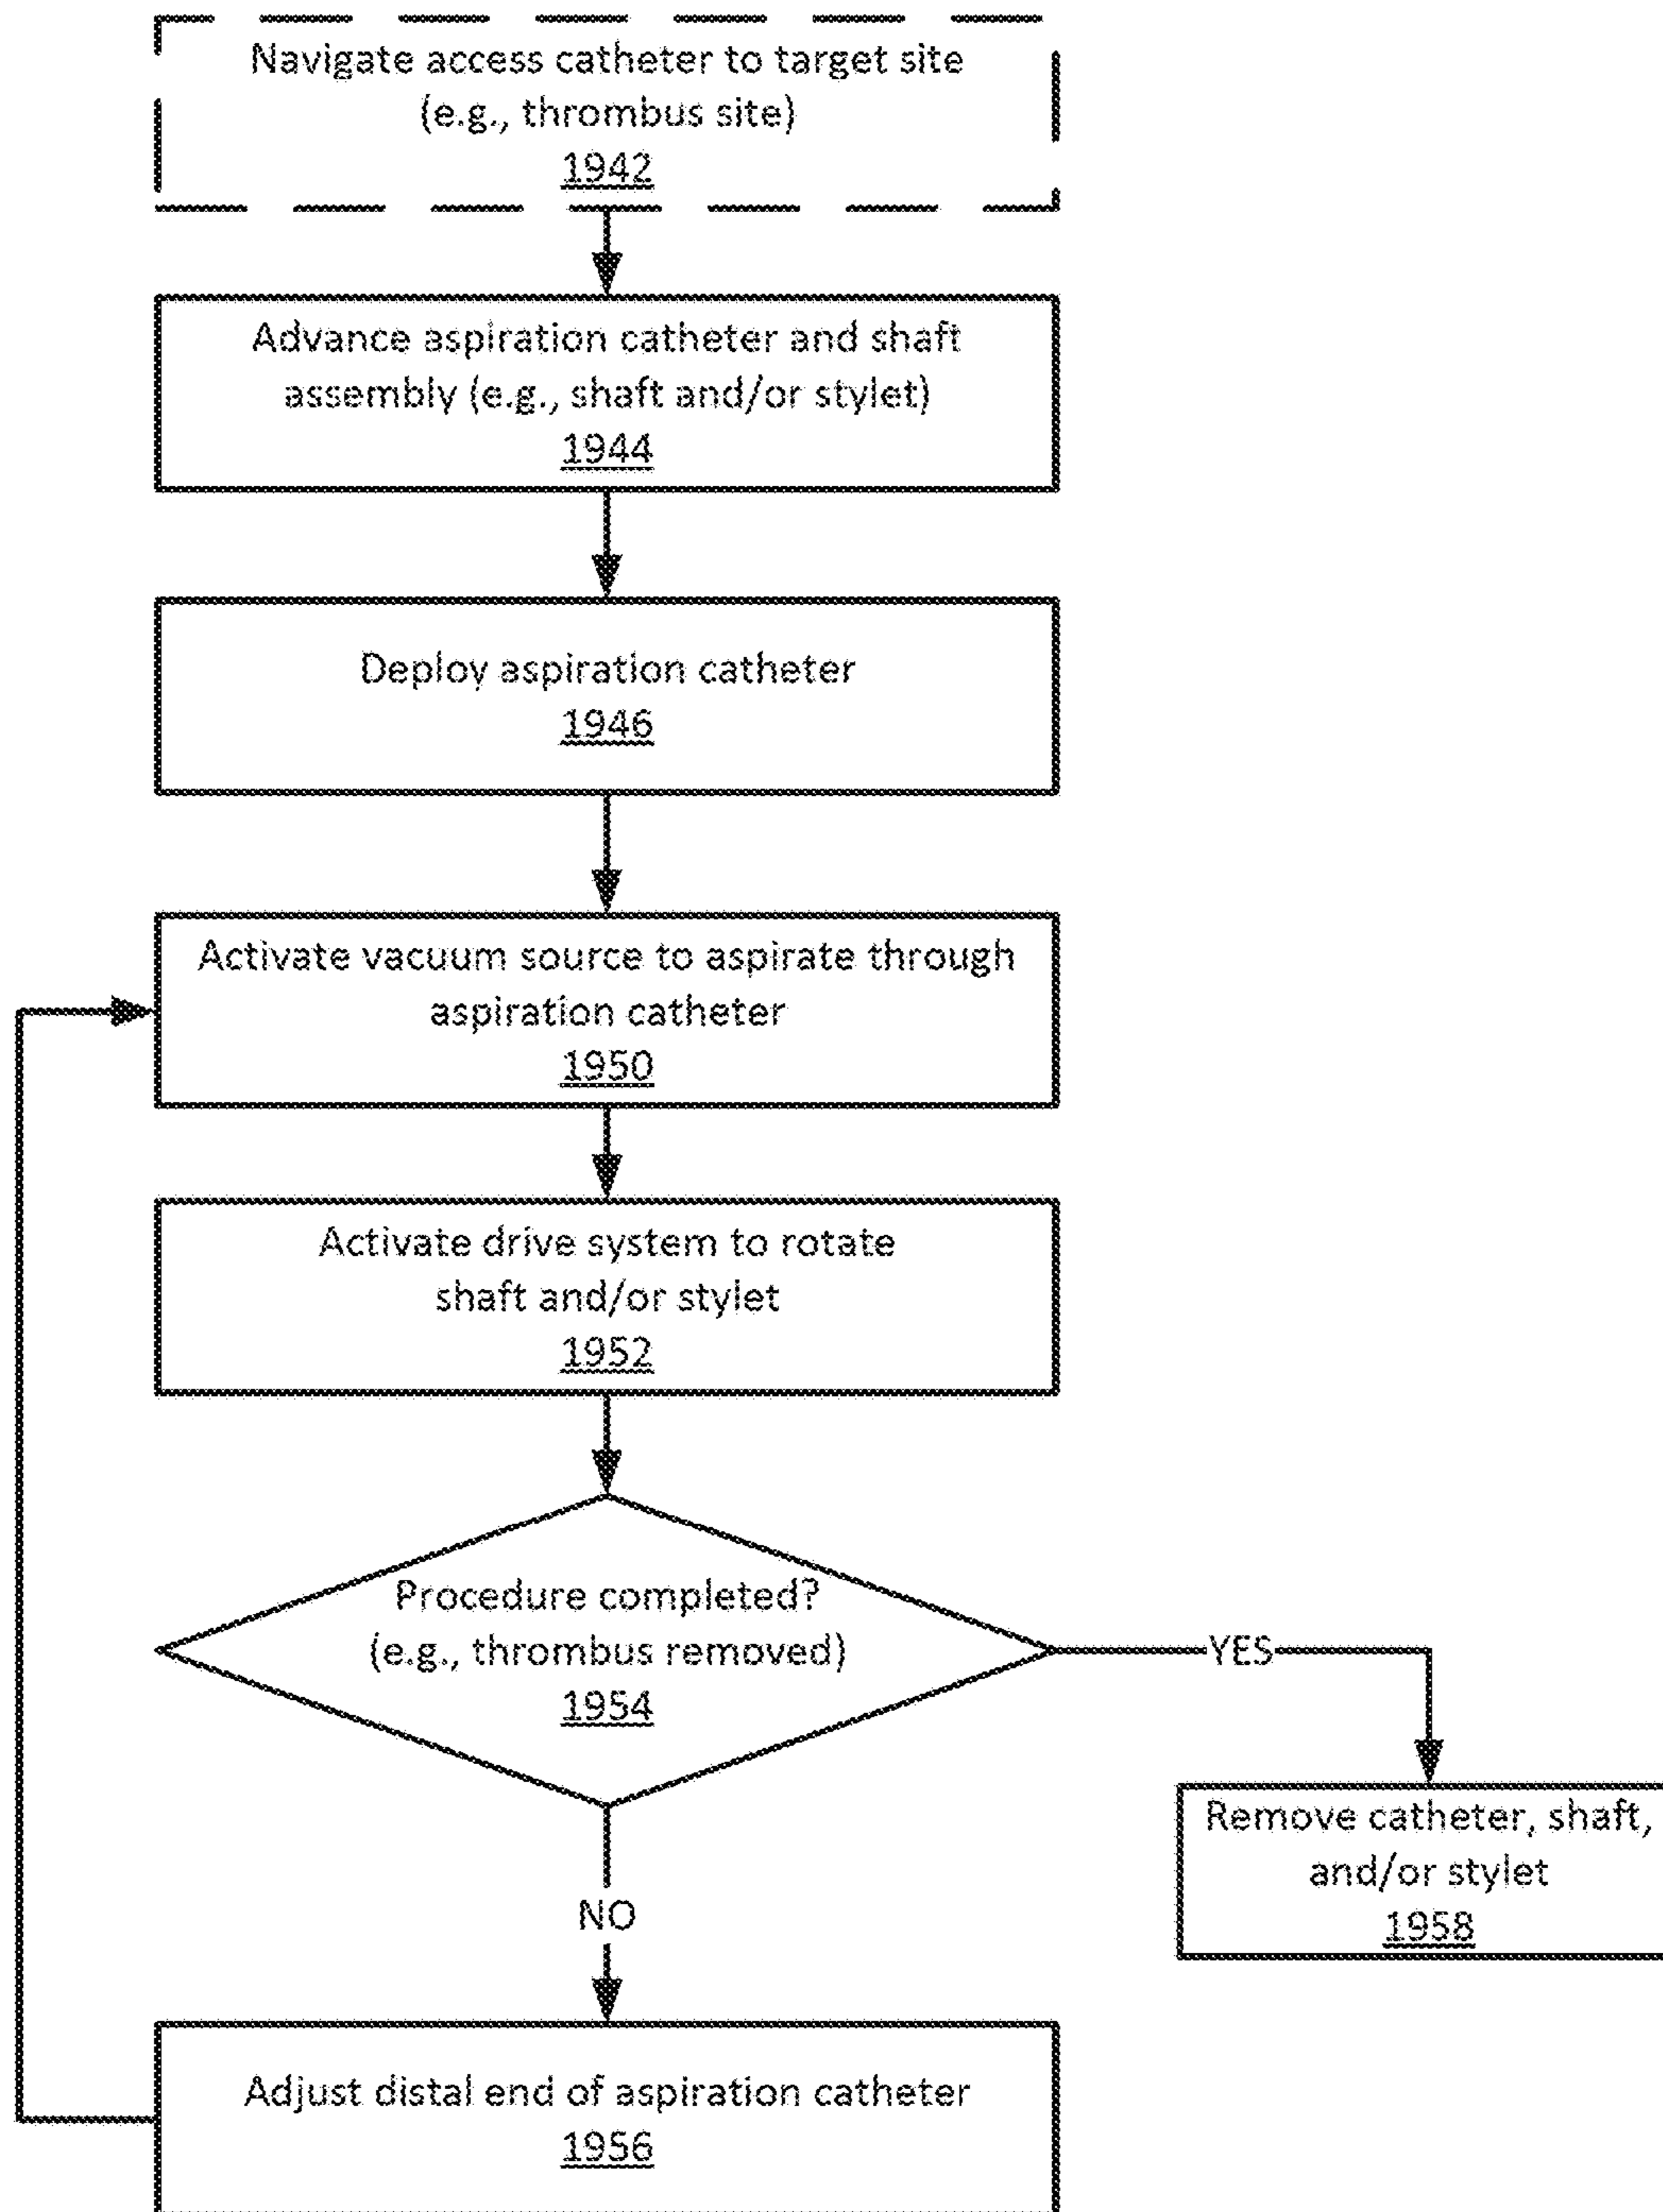 Navigate access catheter to target site
(e.g., thrombus site)
1942
Advance aspiration catheter and shaft
assembly (e.g., shaft and/or stylet)
1944
Deploy aspiration catheter
1946
Activate vacuum source to aspirate through
aspiration catheter
1950
Activate drive system to rotate
shaft and/or stylet
1952
Procedure completed?
(e.g., thrombus removed)
1954
YES
Remove catheter, shaft,
and/or stylet
1958
NO
Adjust distal end of aspiration catheter
1956